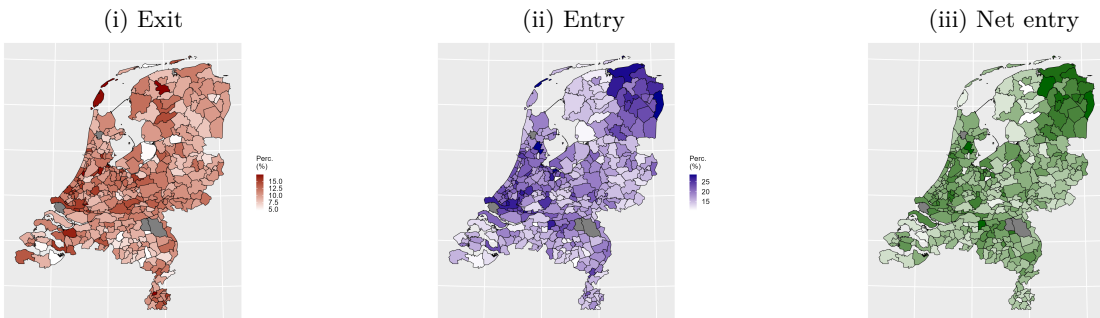 (i) Exit
(ii) Entry
(iii) Net entry
Perc.
(%)
15.0
12.5
10.0
7.5
5.0
Perc.
(%)
25
20
15